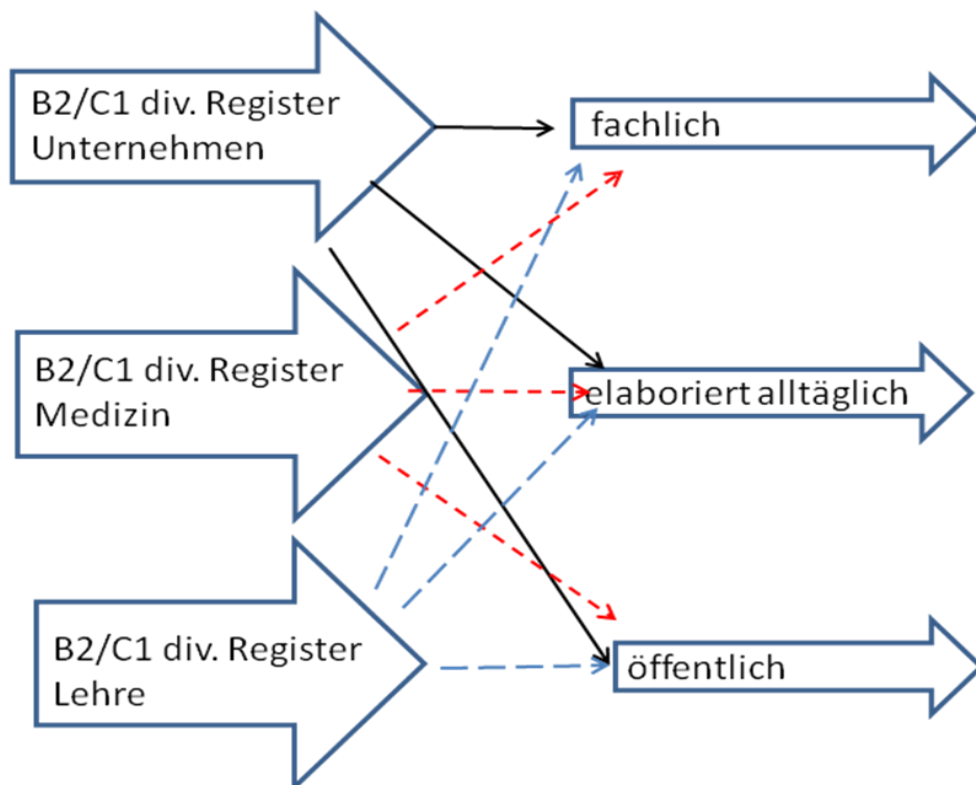 B2/C1 div. Register
Unternehmen
fachlich
B2/C1 div. Register
Medizin
elaboriert alltäglich
B2/C1 div. Register
Lehre
öffentlich